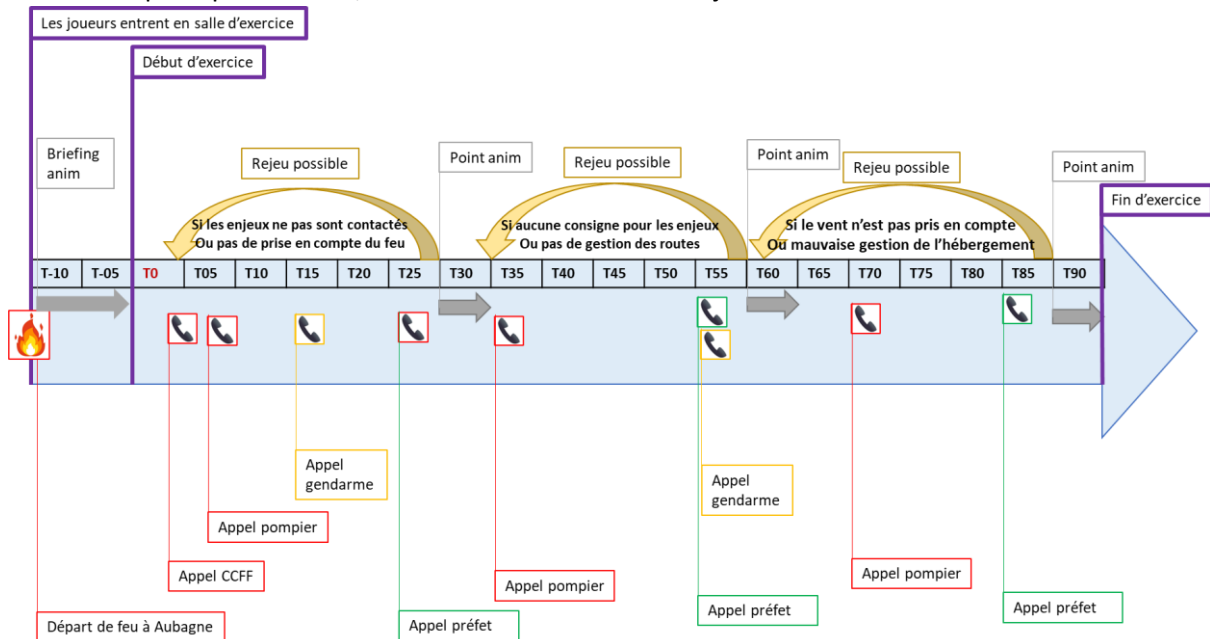 Les joueurs entrent en salle d'exercice
Début d'exercice
Briefing
anim
Rejeu possible
Point anim
Rejeu possible
Point anim
Rejeu possible
Point anim
Fin d'exercice
Si les enjeux ne pas sont contactés
Ou pas de prise en compte du feu
Si aucune consigne pour les enjeux
Ou pas de gestion des routes
Si le vent n'est pas pris en compte
Ou mauvaise gestion de l'hébergement
T-10 T-05 T0 T05 T10 T15 T20 T25 T30 T35 T40 T45 T50 T55 T60 T65 T70 T75 T80 T85 T90
Appel
gendarme
Appel
gendarme
Appel pompier
Appel CCFF
Appel pompier
Appel pompier
Appel préfet
Appel préfet
Départ de feu à Aubagne
Appel préfet